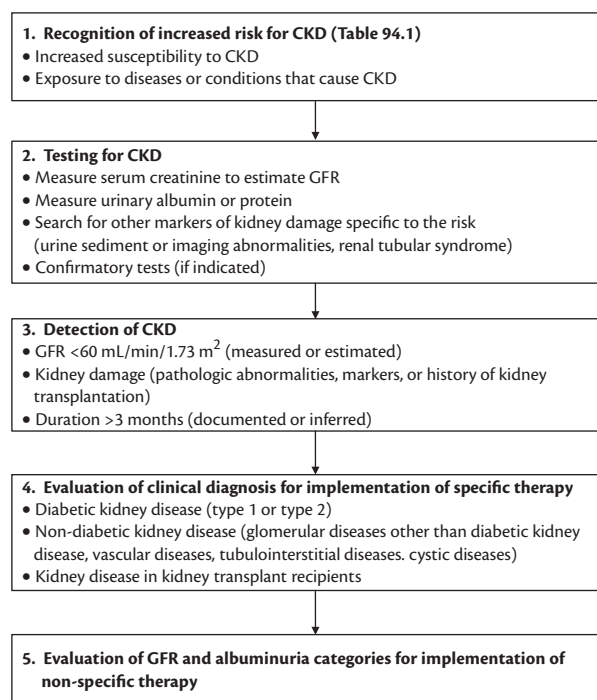 1. Recognition of increased risk for CKD (Table 94.1)
• Increased susceptibility to CKD
• Exposure to diseases or conditions that cause CKD
2. Testing for CKD
• Measure serum creatinine to estimate GFR
• Measure urinary albumin or protein
• Search for other markers of kidney damage specific to the risk
(urine sediment or imaging abnormalities, renal tubular syndrome)
• Confirmatory tests (if indicated)
3. Detection of CKD
• GFR <60 mL/min/1.73 m² (measured or estimated)
• Kidney damage (pathologic abnormalities, markers, or history of kidney
transplantation)
• Duration >3 months (documented or inferred)
4. Evaluation of clinical diagnosis for implementation of specific therapy
• Diabetic kidney disease (type 1 or type 2)
• Non-diabetic kidney disease (glomerular diseases other than diabetic kidney
disease, vascular diseases, tubulointerstitial diseases. cystic diseases)
• Kidney disease in kidney transplant recipients
5. Evaluation of GFR and albuminuria categories for implementation of
non-specific therapy